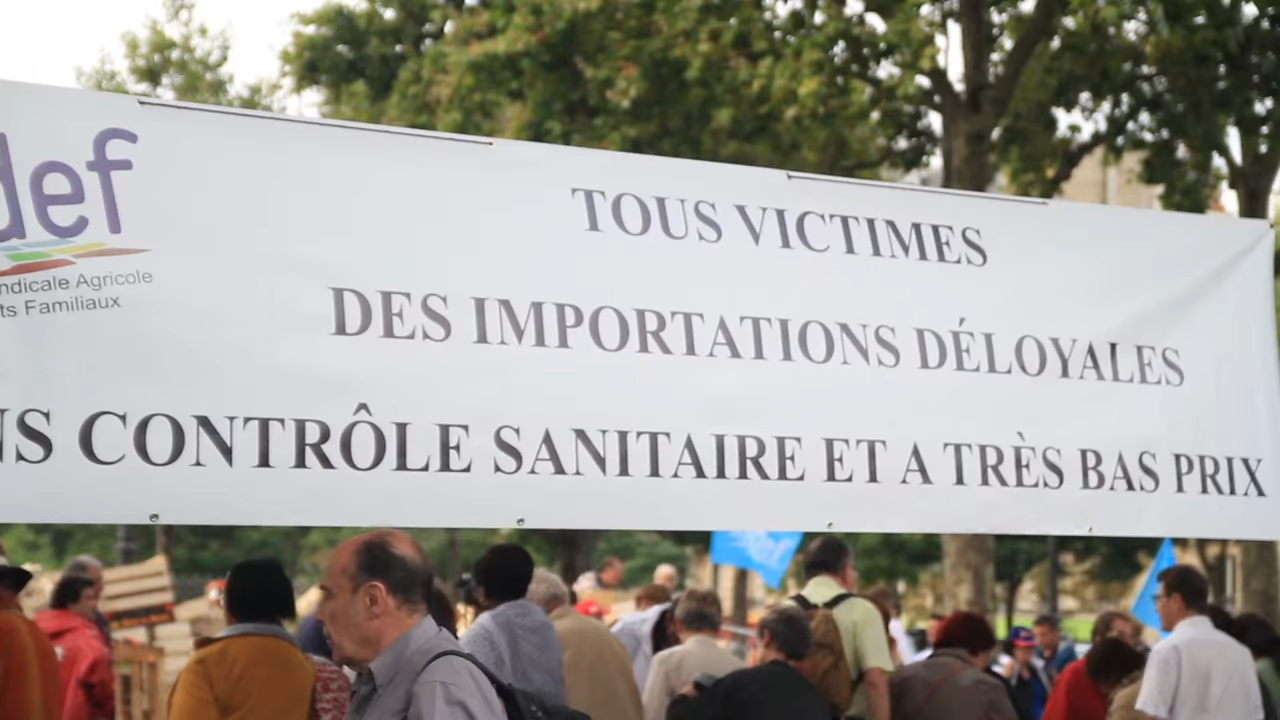 def
ndicale Agricole
ts Familiaux
TOUS VICTIMES
DES IMPORTATIONS DÉLOYALES
NS CONTRÔLE SANITAIRE ET A TRÈS BAS PRIX